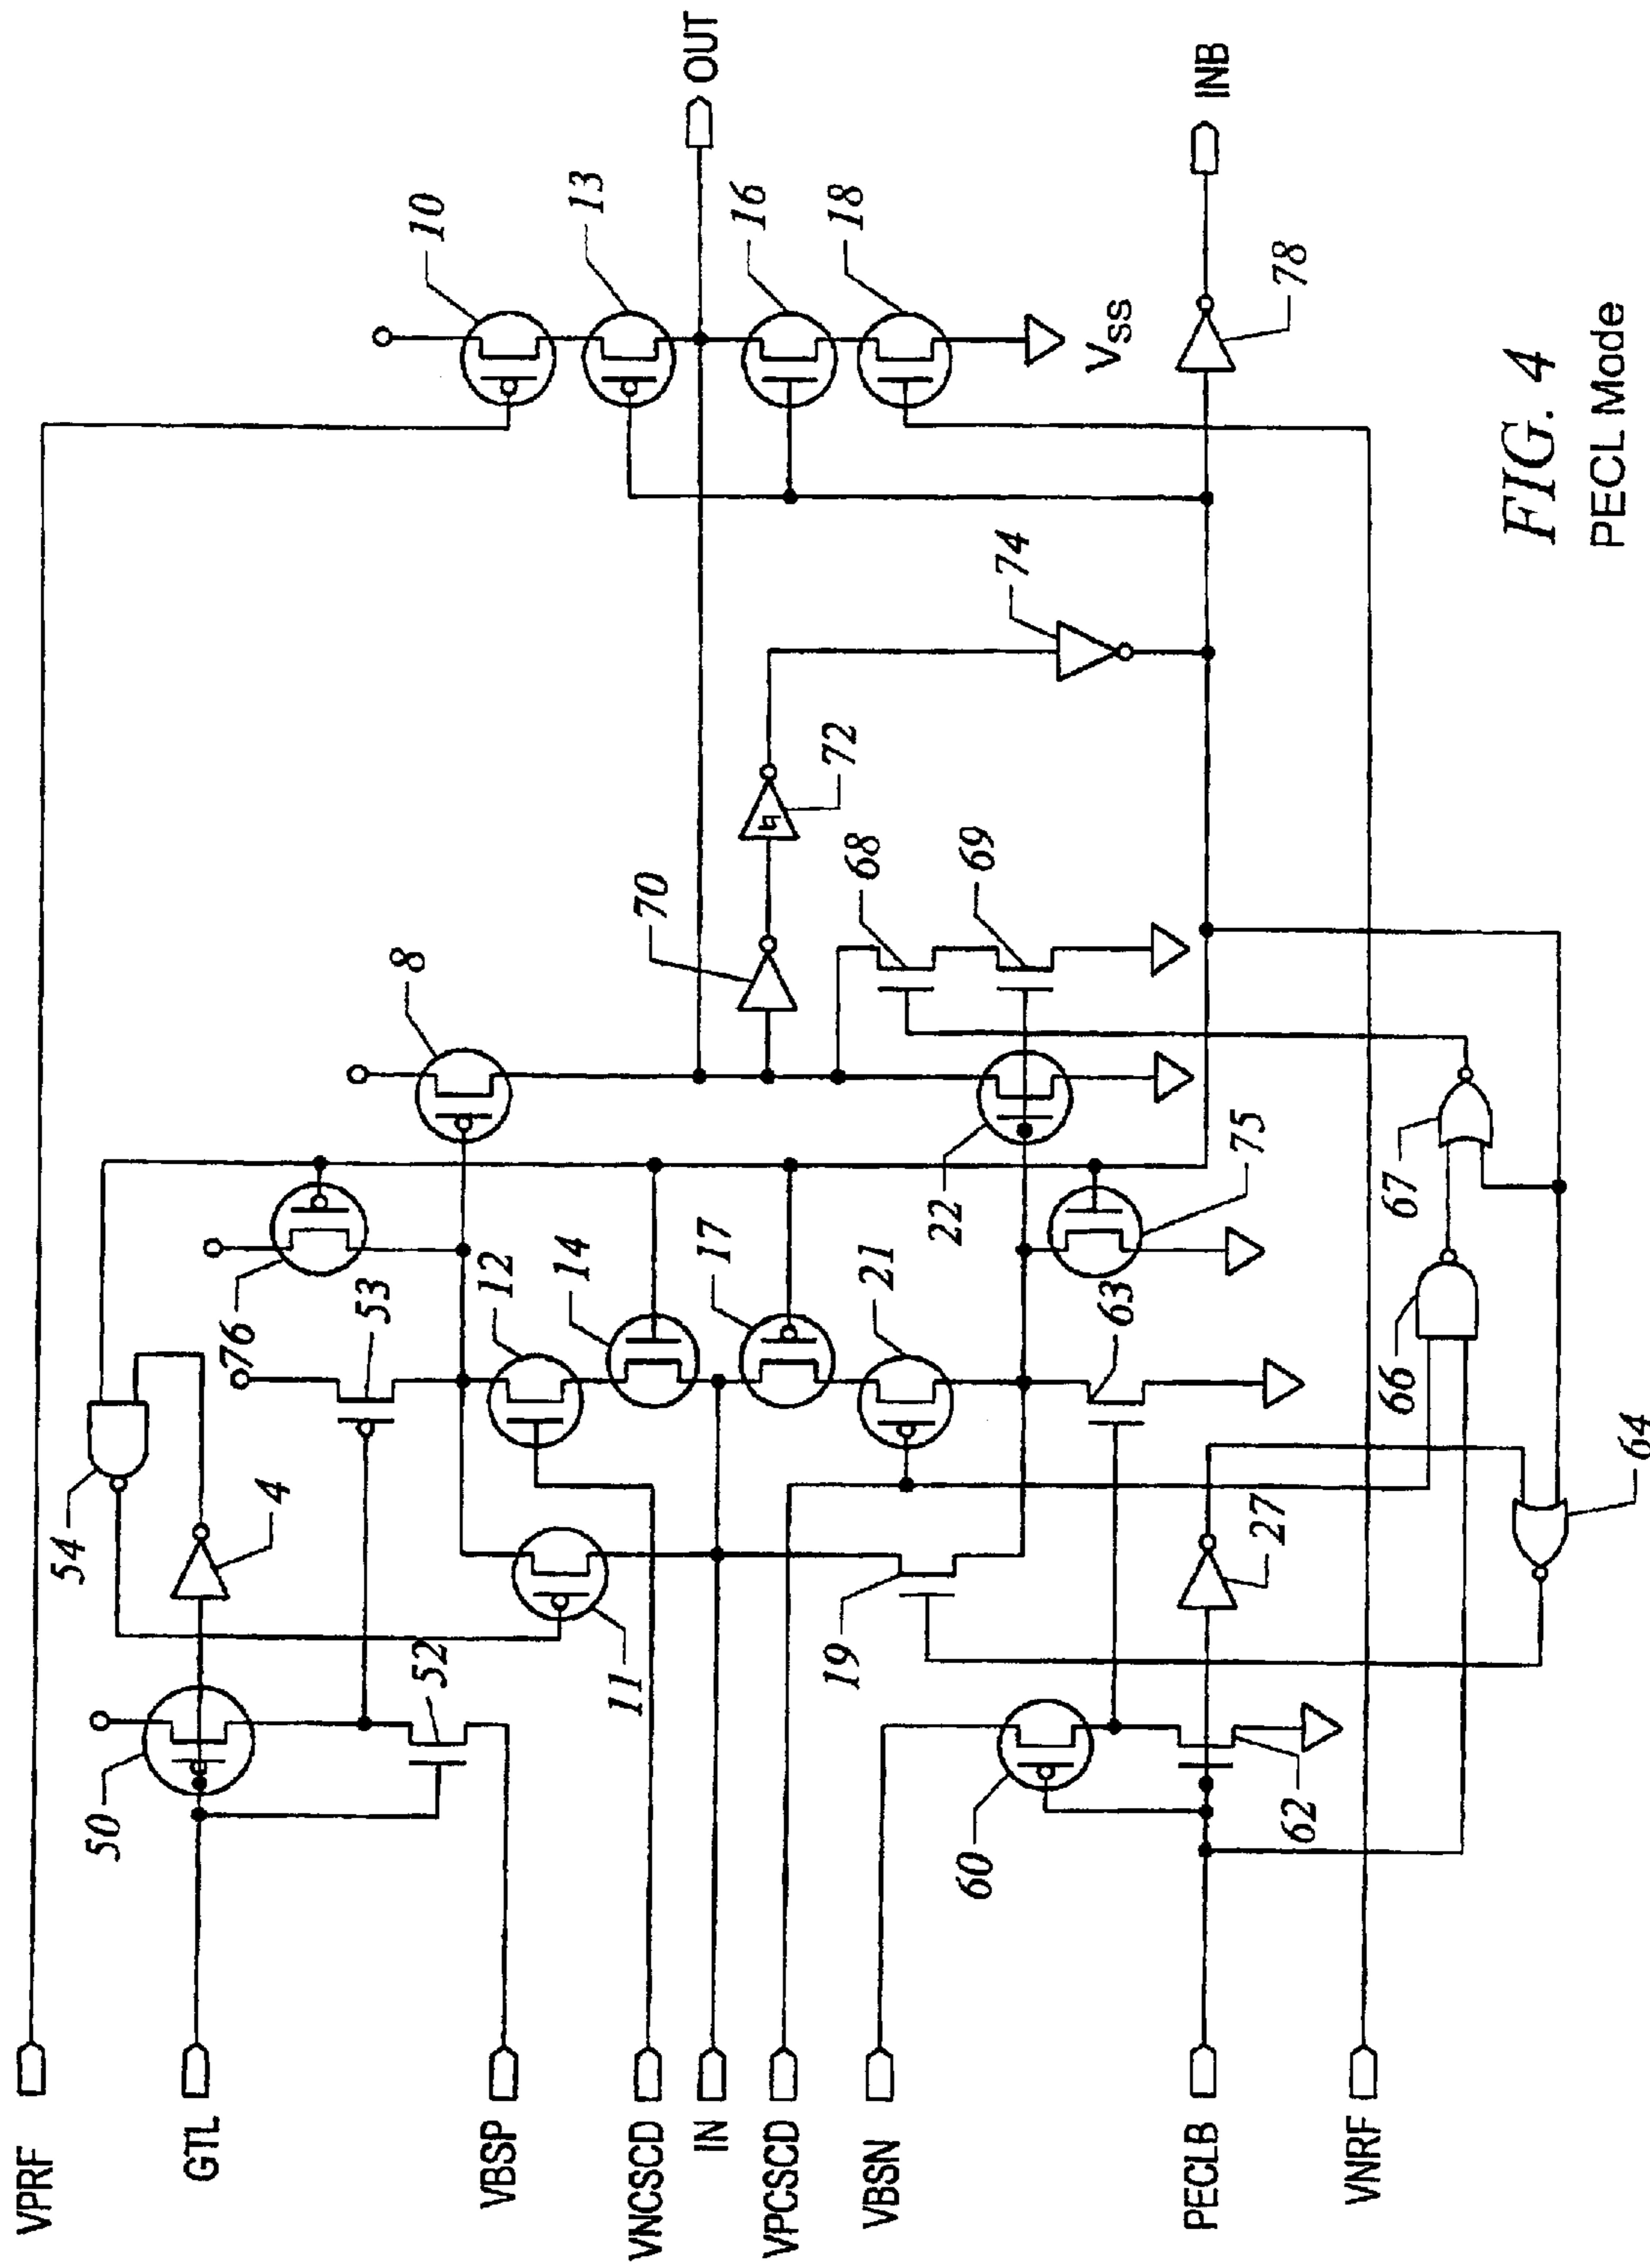 VPRF
GTL
VBSP
VNCSCD
IN
VPCSCD
VBSN
PECLB
VNRF
OUT
INB
VSS
10
13
16
18
78
8
70
72
74
68
69
76
53
54
4
12
14
17
21
22
75
63
50
52
11
19
27
66
67
64
60
62
FIG. 4
PECL Mode